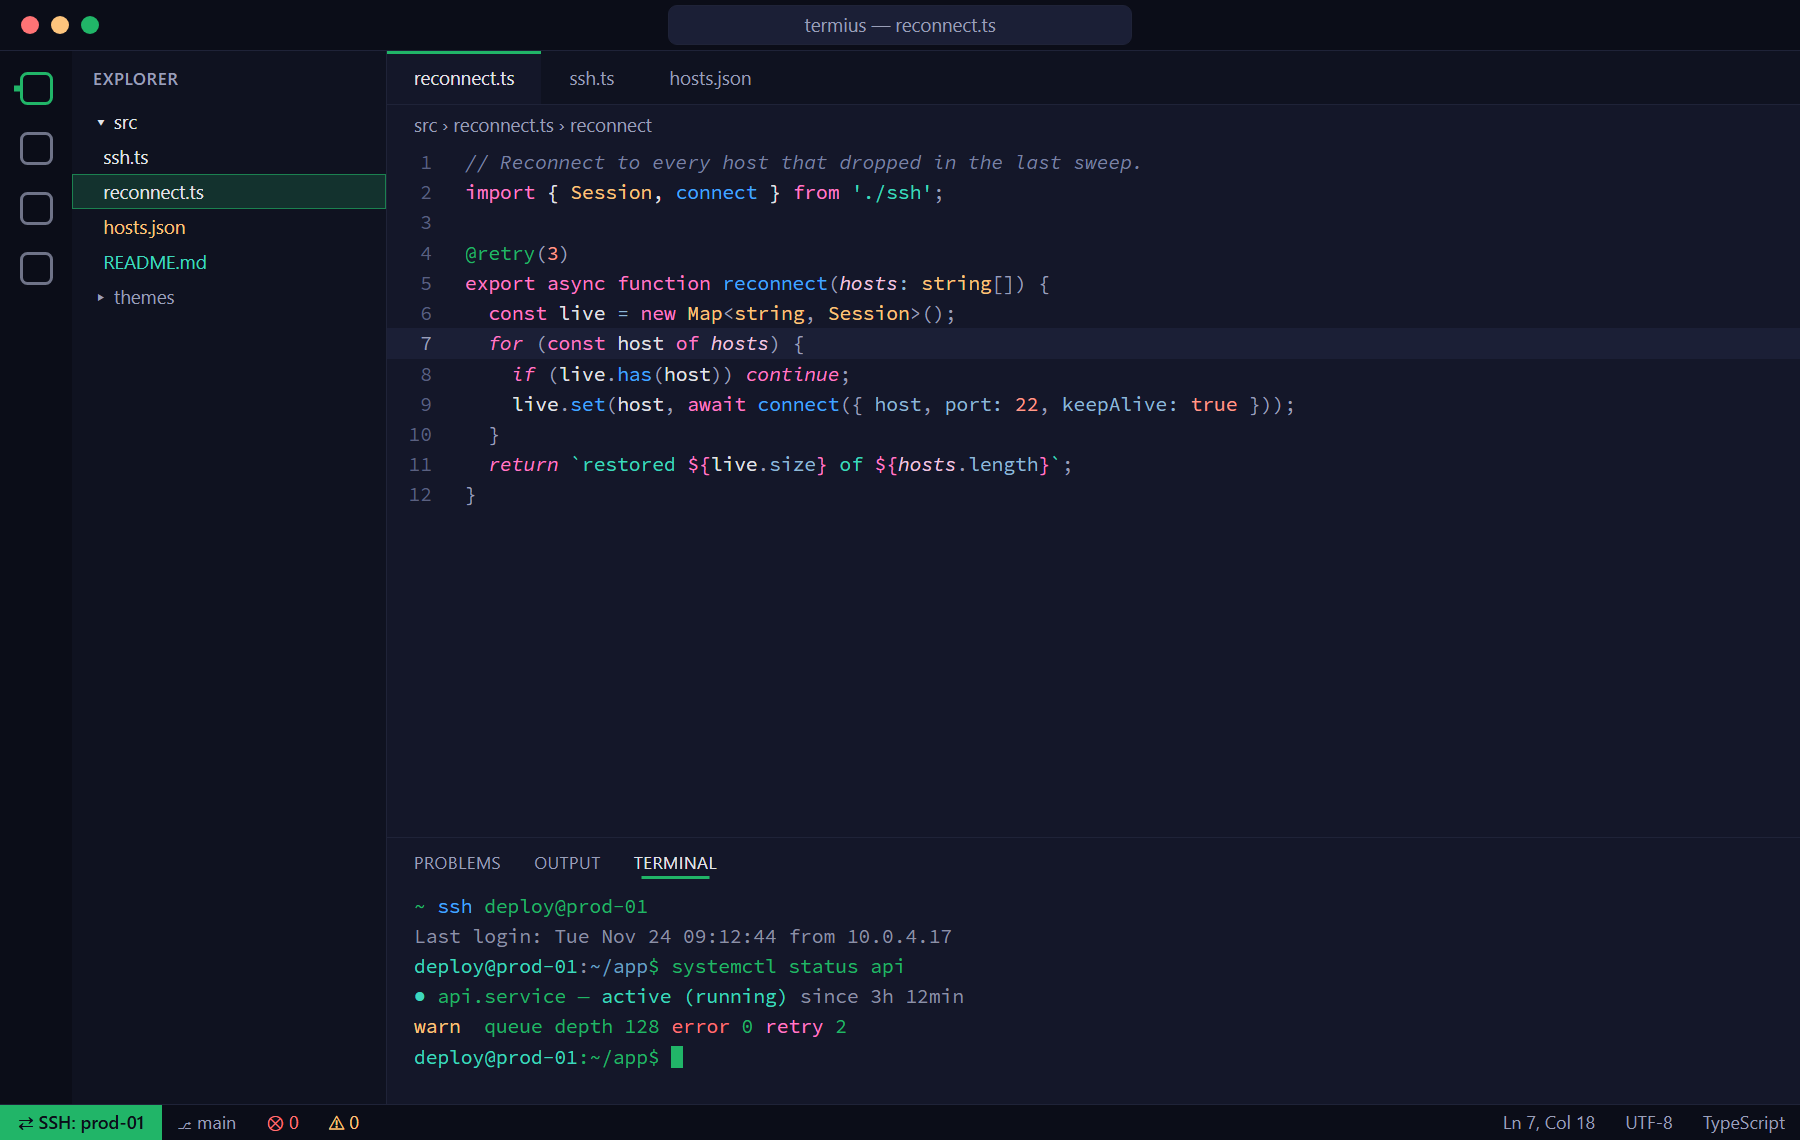 termius — reconnect.ts
EXPLORER
src
ssh.ts
reconnect.ts
hosts.json
README.md
themes
reconnect.ts ssh.ts hosts.json
src › reconnect.ts › reconnect
1 // Reconnect to every host that dropped in the last sweep.
2 import { Session, connect } from './ssh';
3
4 @retry(3)
5 export async function reconnect(hosts: string[]) {
6   const live = new Map<string, Session>();
7   for (const host of hosts) {
8     if (live.has(host)) continue;
9     live.set(host, await connect({ host, port: 22, keepAlive: true }));
10   }
11   return `restored ${live.size} of ${hosts.length}`;
12 }
PROBLEMS OUTPUT TERMINAL
~ ssh deploy@prod-01
Last login: Tue Nov 24 09:12:44 from 10.0.4.17
deploy@prod-01:~/app$ systemctl status api
● api.service — active (running) since 3h 12min
warn  queue depth 128 error 0 retry 2
deploy@prod-01:~/app$
⇄ SSH: prod-01 ⎇ main ⊗ 0 ⚠ 0 Ln 7, Col 18 UTF-8 TypeScript